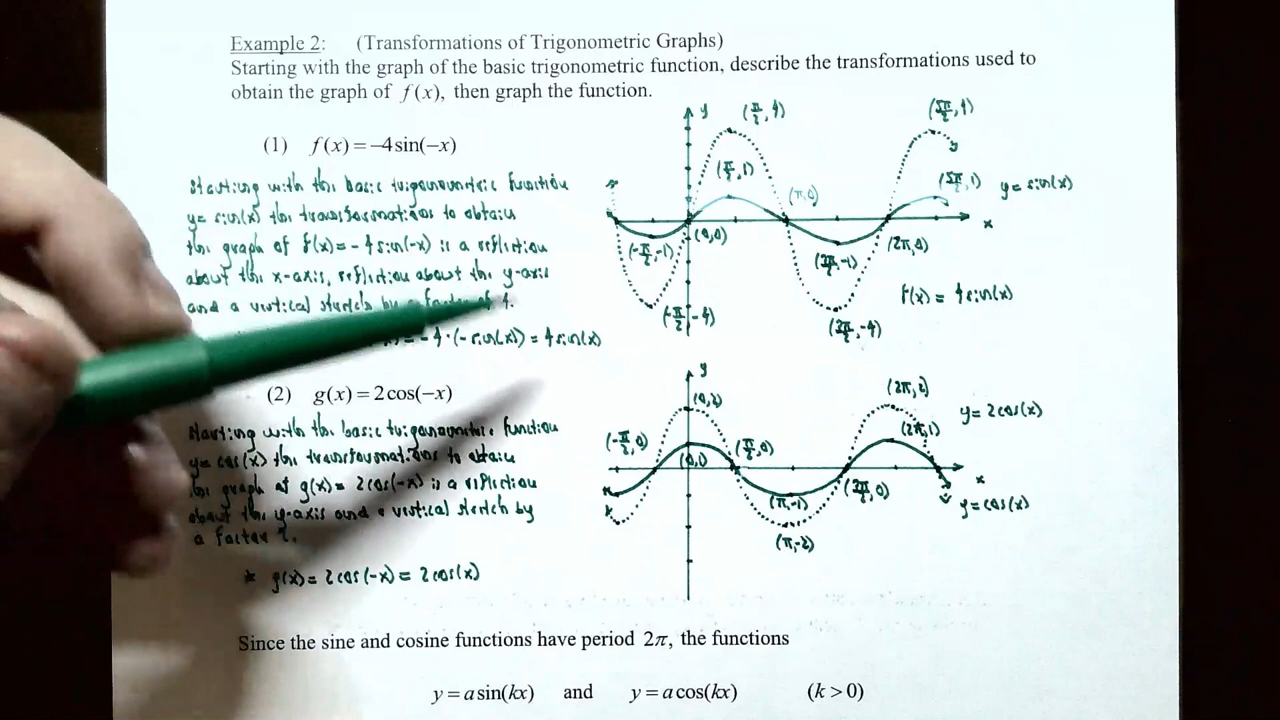 Example 2: (Transformations of Trigonometric Graphs)
Starting with the graph of the basic trigonometric function, describe the transformations used to
obtain the graph of f(x), then graph the function.
(1) f(x) = −4sin(−x)
Starting with the basic trigonometric function
y = sin(x) the transformations to obtain
the graph of f(x) = -4 sin(-x) is a reflection
about the x-axis, reflection about the y-axis
and a vertical stretch by a factor of 4.
= -4·(-sin(x)) = 4 sin(x)
y
(π/2, 4)
(5π/2, 4)
(π/2, 1)
(5π/2, 1)
y = sin(x)
(π, 0)
x
(0,0)
(2π, 0)
(-π/2, -1)
(3π/2, -1)
f(x) = 4 sin(x)
(-π/2, -4)
(3π/2, -4)
(2) g(x) = 2cos(−x)
Starting with the basic trigonometric function
y = cos(x) the transformations to obtain
the graph of g(x) = 2cos(-x) is a reflection
about the y-axis and a vertical stretch by
a factor 2.
* g(x) = 2 cos(-x) = 2 cos(x)
y
(0,2)
(2π, 2)
y = 2cos(x)
(2π, 1)
(-π/2, 0)
(π/2, 0)
(0,1)
x
(3π/2, 0)
(π, -1)
y = cos(x)
(π, -2)
Since the sine and cosine functions have period 2π, the functions
y = a sin(kx) and y = a cos(kx) (k > 0)